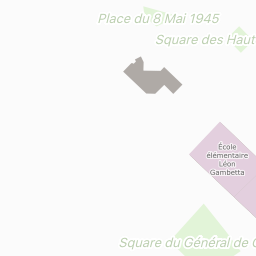 Place du 8 Mai 1945
Square des Haut
École
élémentaire
Léon
Gambetta
Square du Général de